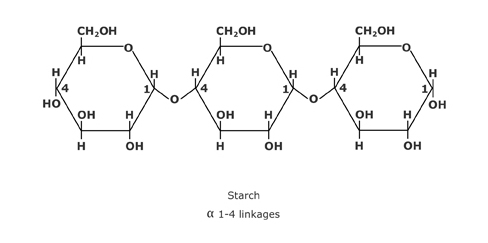 CH₂OH CH₂OH CH₂OH
O O O
H H H
H H H H H H
4 1 4 1 4 1
HO O O OH
OH H OH H OH H
H OH H OH H OH
Starch
α 1-4 linkages